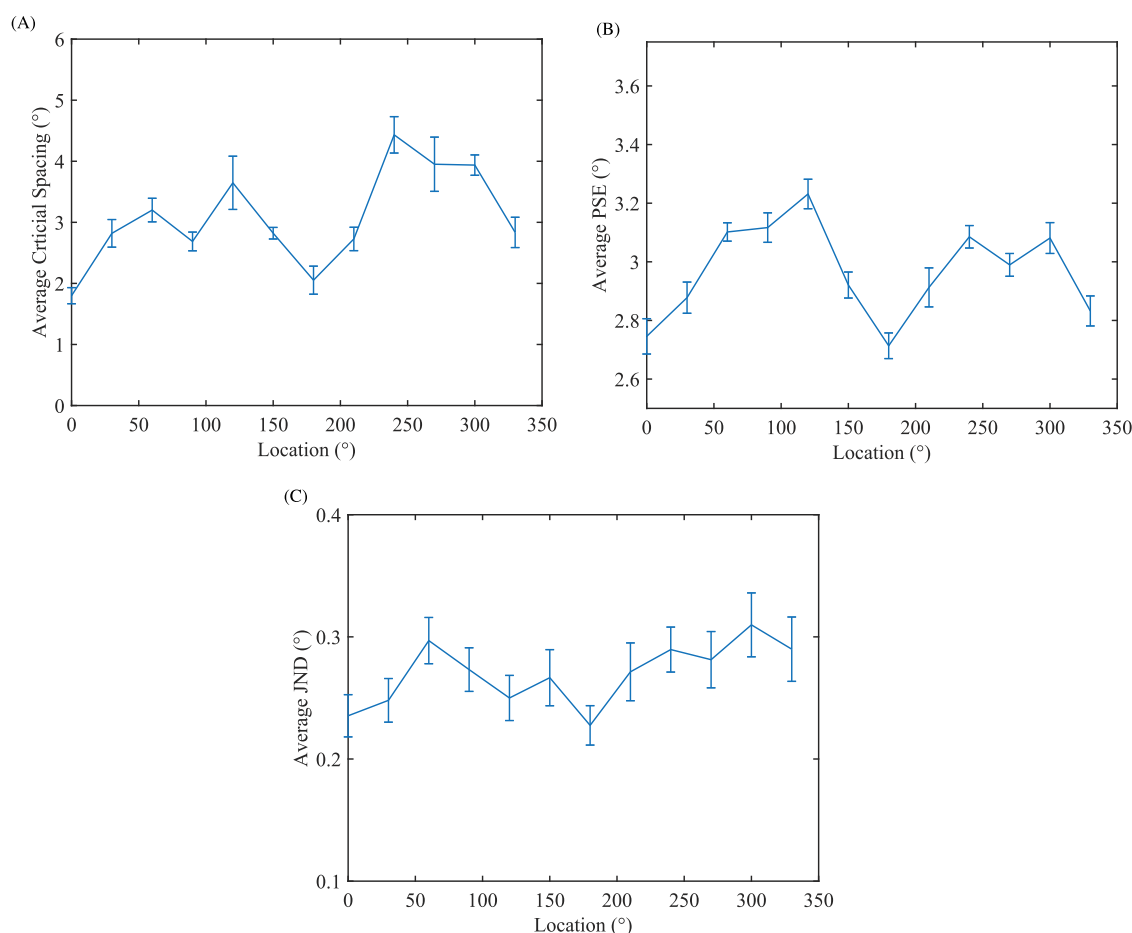 (A)
6
5
4
3
2
1
0
Average Crticial Spacing (°)
0 50 100 150 200 250 300 350
Location (°)
(B)
3.6
3.4
3.2
3
2.8
2.6
Average PSE (°)
0 50 100 150 200 250 300 350
Location (°)
(C)
0.4
0.3
0.2
0.1
Average JND (°)
0 50 100 150 200 250 300 350
Location (°)